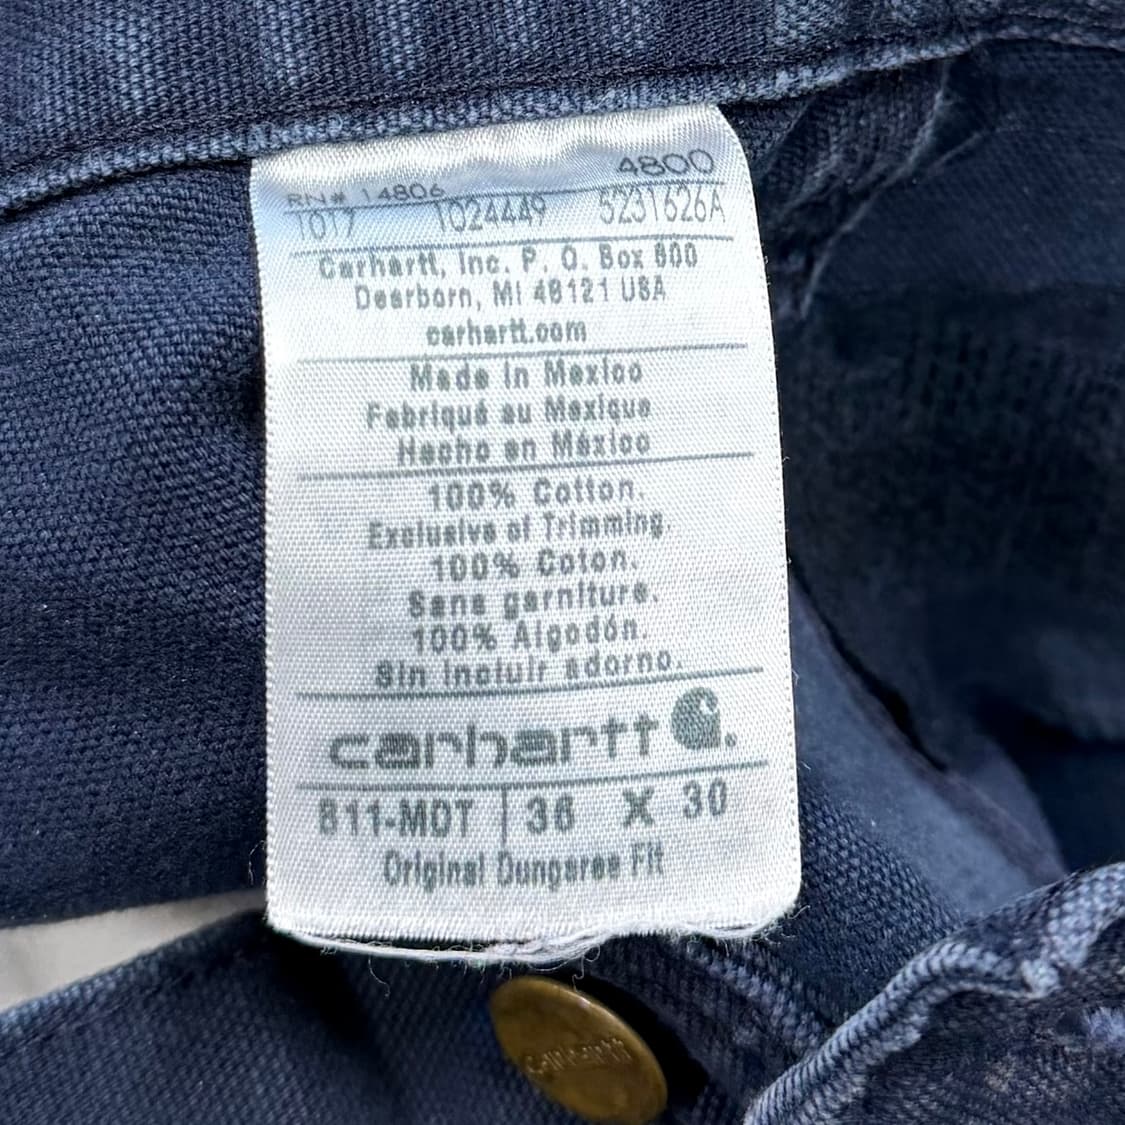 4800
RN# 14806
1017 1024449 5231626A
Carhartt, Inc. P. O. Box 600
Dearborn, MI 48121 USA
carhartt.com
Made in Mexico
Fabriqué au Mexique
Hecho en México
100% Cotton.
Exclusive of Trimming.
100% Coton.
Sans garniture.
100% Algodón.
Sin incluir adorno.
carhartt
B11-MDT | 36 X 30
Original Dungaree Fit
Carhartt